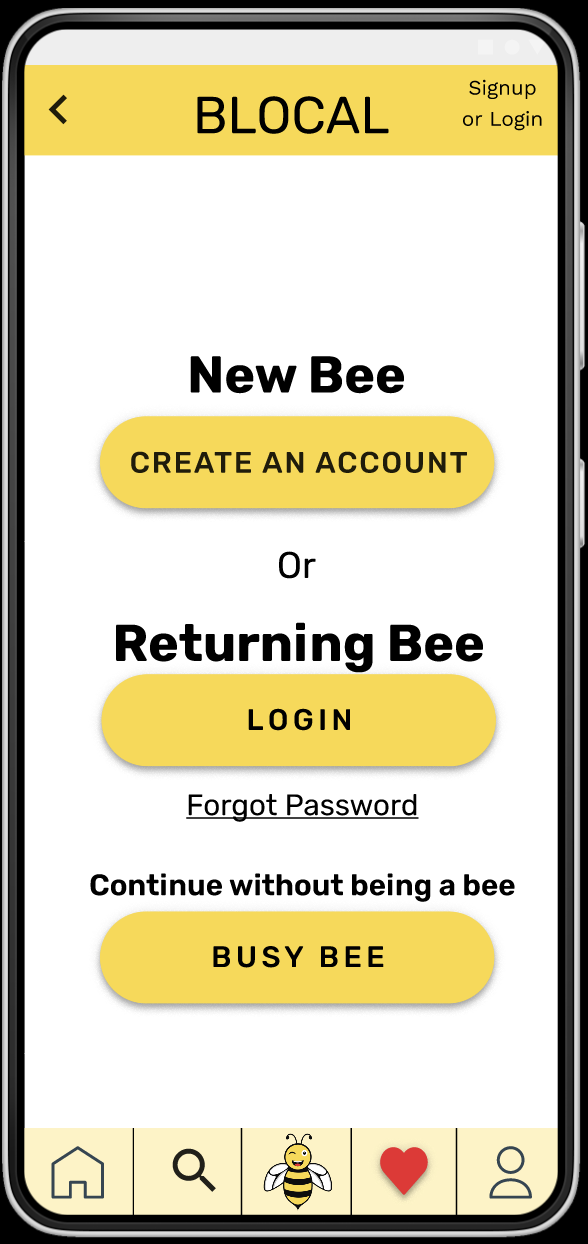 BLOCAL
Signup
or Login
New Bee
CREATE AN ACCOUNT
Or
Returning Bee
LOGIN
Forgot Password
Continue without being a bee
BUSY BEE